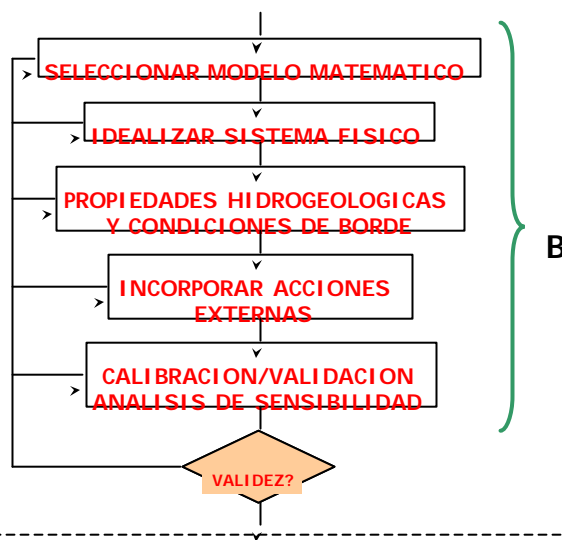 SELECCIONAR MODELO MATEMATICO
IDEALIZAR SISTEMA FISICO
PROPIEDADES HIDROGEOLOGICAS
Y CONDICIONES DE BORDE
B
INCORPORAR ACCIONES
EXTERNAS
CALIBRACION/VALIDACION
ANALISIS DE SENSIBILIDAD
VALIDEZ?